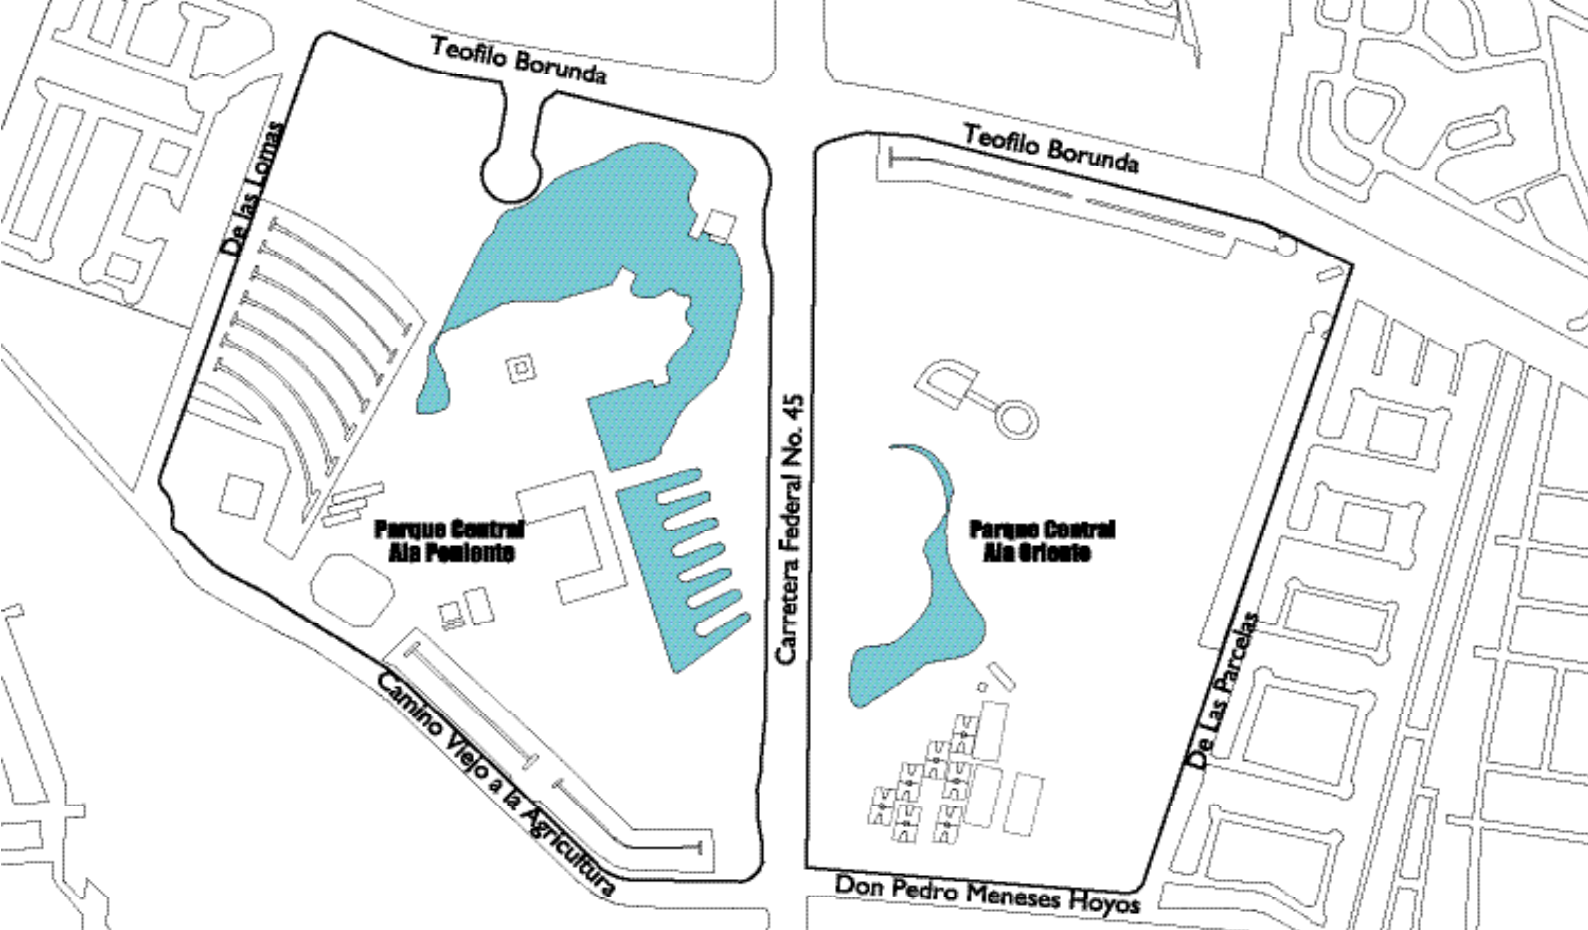 Teofilo Borunda
Teofilo Borunda
De las Lomas
Carretera Federal No. 45
Parque Central
Ala Poniente
Parque Central
Ala Oriente
De Las Parcelas
Camino Viejo a la Agricultura
Don Pedro Meneses Hoyos